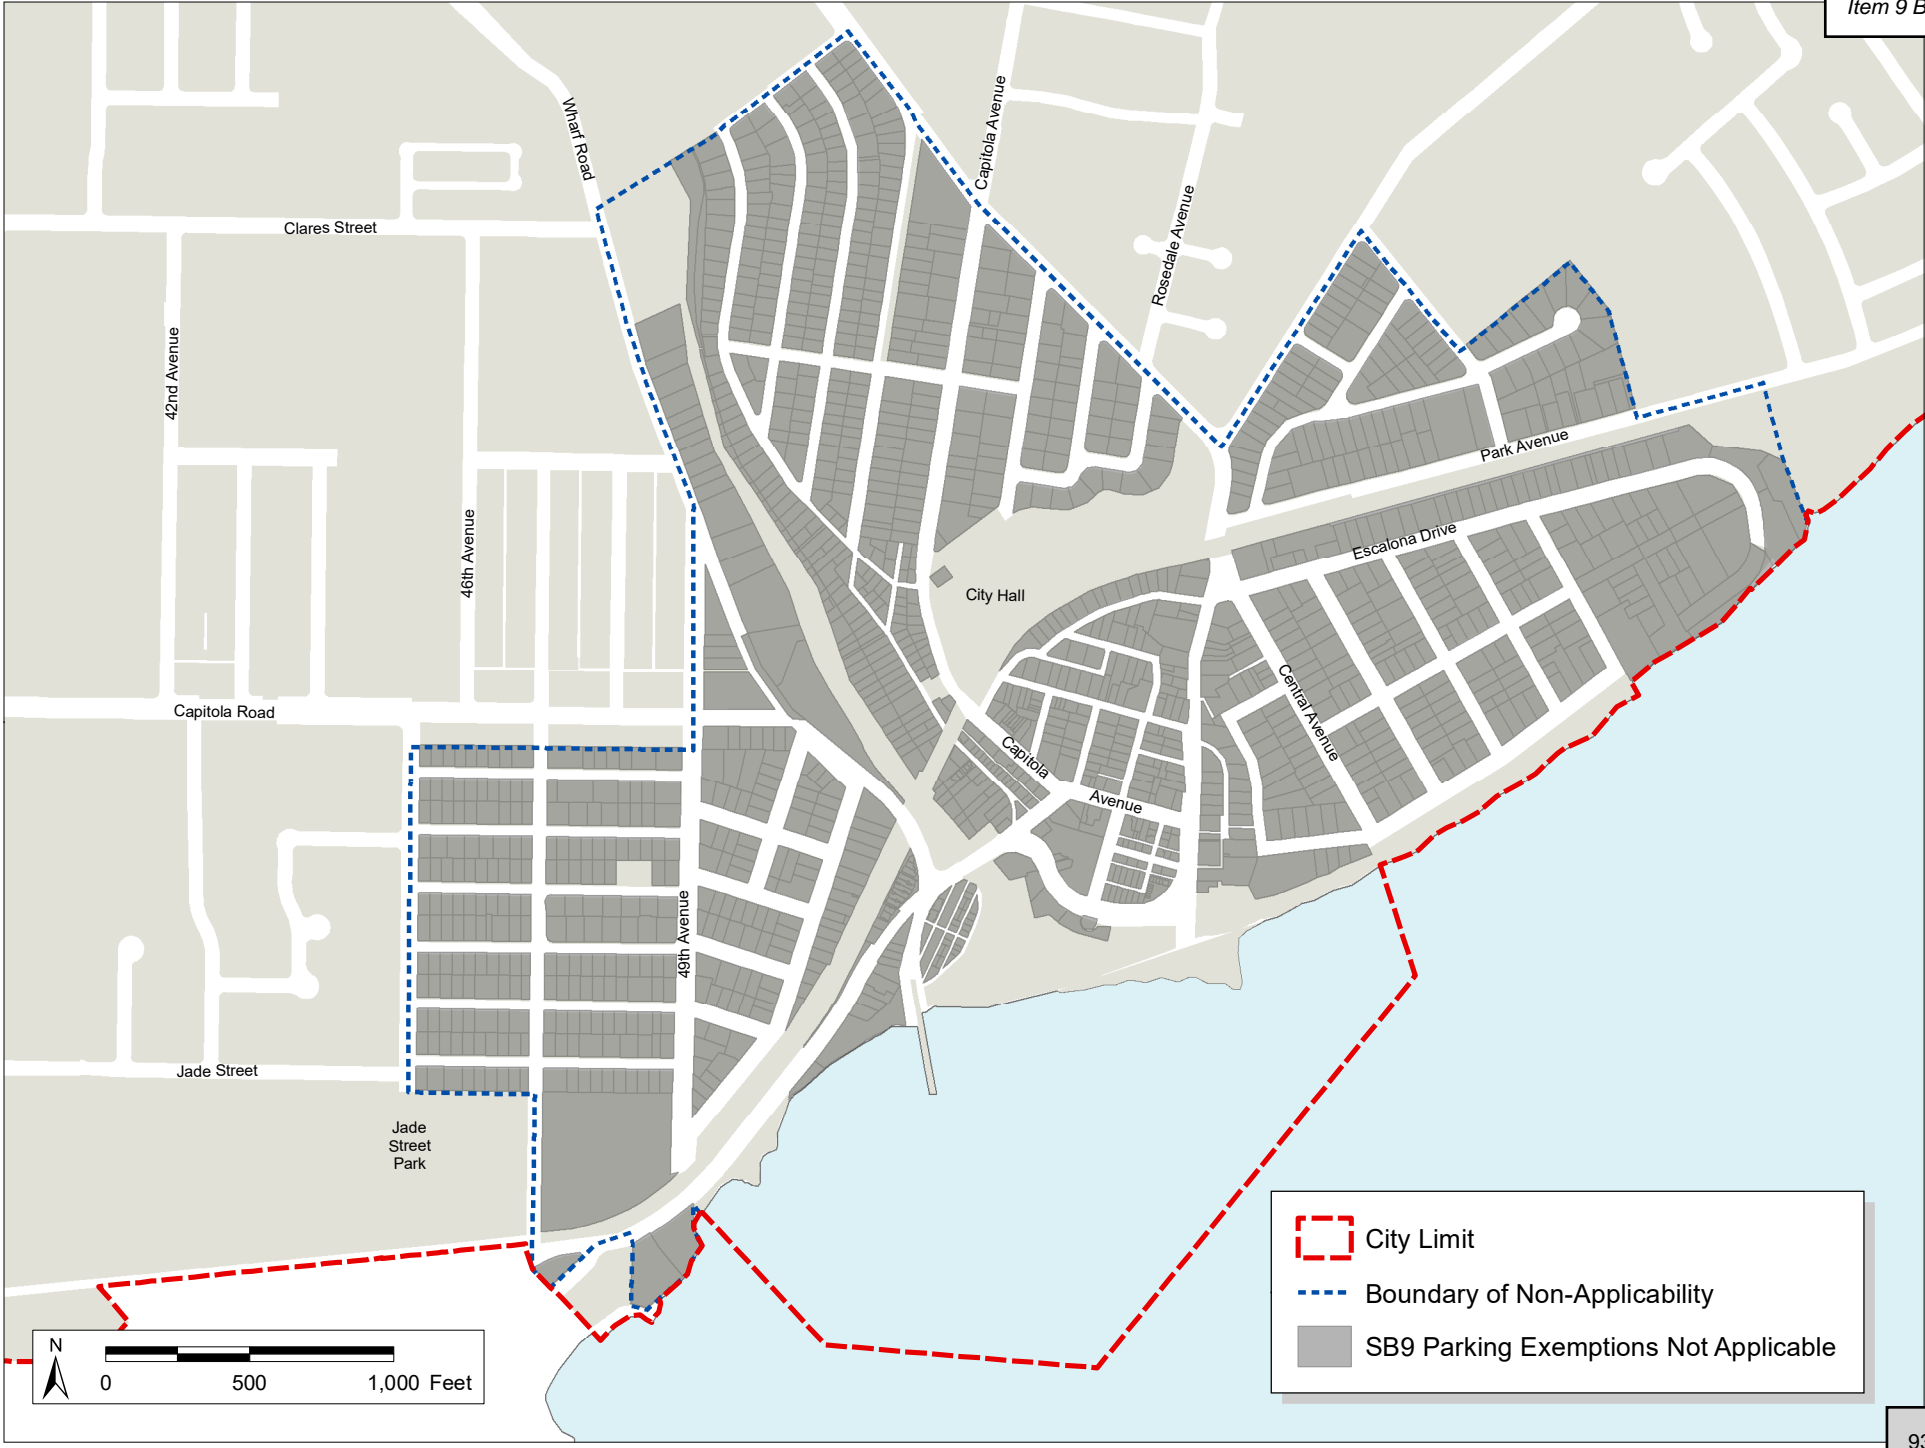 Item 9 B
Wharf Road
Capitola Avenue
Rosedale Avenue
Clares Street
42nd Avenue
46th Avenue
Park Avenue
Escalona Drive
City Hall
Central Avenue
Capitola Road
Capitola
Avenue
49th Avenue
Jade Street
Jade
Street
Park
City Limit
Boundary of Non-Applicability
SB9 Parking Exemptions Not Applicable
N
0 500 1,000 Feet